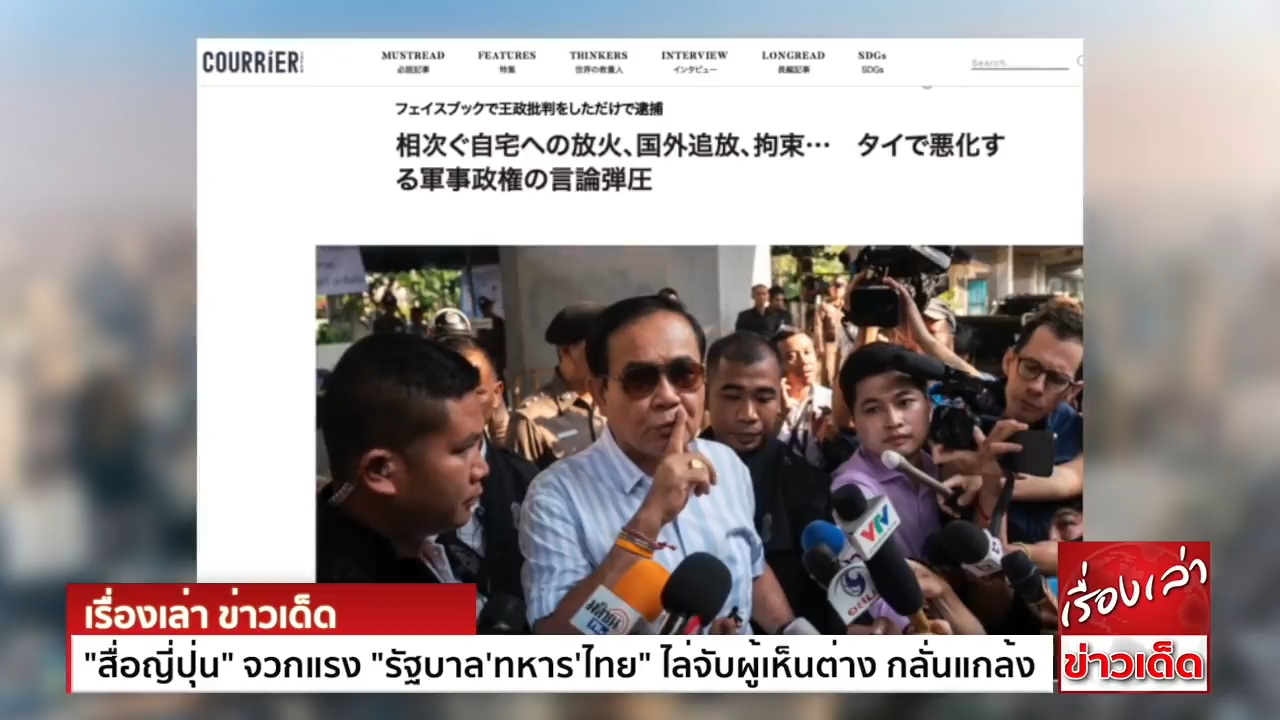 COURRiER
MUSTREAD
必読記事
FEATURES
特集
THINKERS
世界の教養人
INTERVIEW
インタビュー
LONGREAD
長編記事
SDGs
SDGs
Search
フェイスブックで王政批判をしただけで逮捕
相次ぐ自宅への放火、国外追放、拘束… タイで悪化す
る軍事政権の言論弾圧
VTV
เรื่องเล่า ข่าวเด็ด
"สื่อญี่ปุ่น" จวกแรง "รัฐบาล'ทหาร'ไทย" ไล่จับผู้เห็นต่าง กลั่นแกล้ง
เรื่องเล่า
ข่าวเด็ด